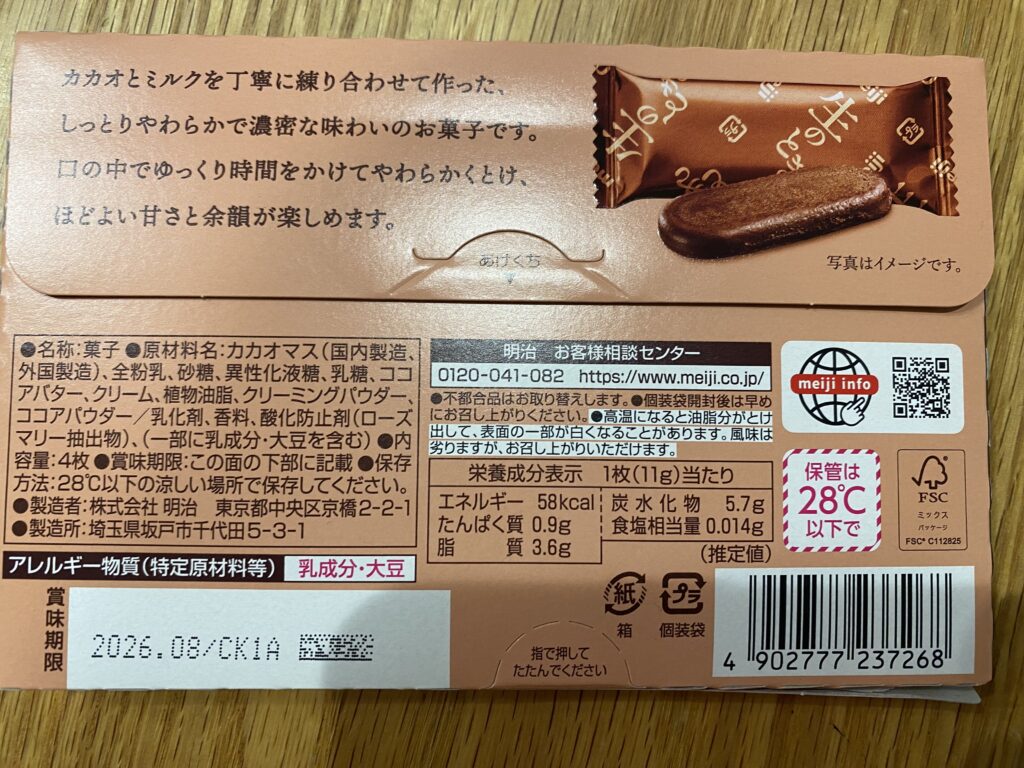 カカオとミルクを丁寧に練り合わせて作った、
しっとりやわらかで濃密な味わいのお菓子です。
口の中でゆっくり時間をかけてやわらかくとけ、
ほどよい甘さと余韻が楽しめます。
生のとき
meiji
写真はイメージです。
あけくち
●名称:菓子 ●原材料名:カカオマス(国内製造、
外国製造)、全粉乳、砂糖、異性化液糖、乳糖、ココ
アバター、クリーム、植物油脂、クリーミングパウダー、
ココアパウダー/乳化剤、香料、酸化防止剤(ローズ
マリー抽出物)、(一部に乳成分・大豆を含む) ●内
容量:4枚 ●賞味期限:この面の下部に記載 ●保存
方法:28℃以下の涼しい場所で保存してください。
●製造者:株式会社 明治 東京都中央区京橋2-2-1
●製造所:埼玉県坂戸市千代田5-3-1
アレルギー物質(特定原材料等) 乳成分・大豆
賞味期限
2026.08/CK1A
明治 お客様相談センター
0120-041-082 https://www.meiji.co.jp/
●不都合品はお取り替えします。●個装袋開封後は早め
にお召し上がりください。●高温になると油脂分がとけ
出して、表面の一部が白くなることがあります。風味は
劣りますが、お召し上がりいただけます。
栄養成分表示 1枚(11g)当たり
エネルギー 58kcal 炭水化物 5.7g
たんぱく質 0.9g 食塩相当量 0.014g
脂質 3.6g
(推定値)
meiji info
保管は
28℃
以下で
FSC
ミックス
パッケージ
FSC® C112825
紙
箱
プラ
個装袋
指で押して
たたんでください
4 902777 237268